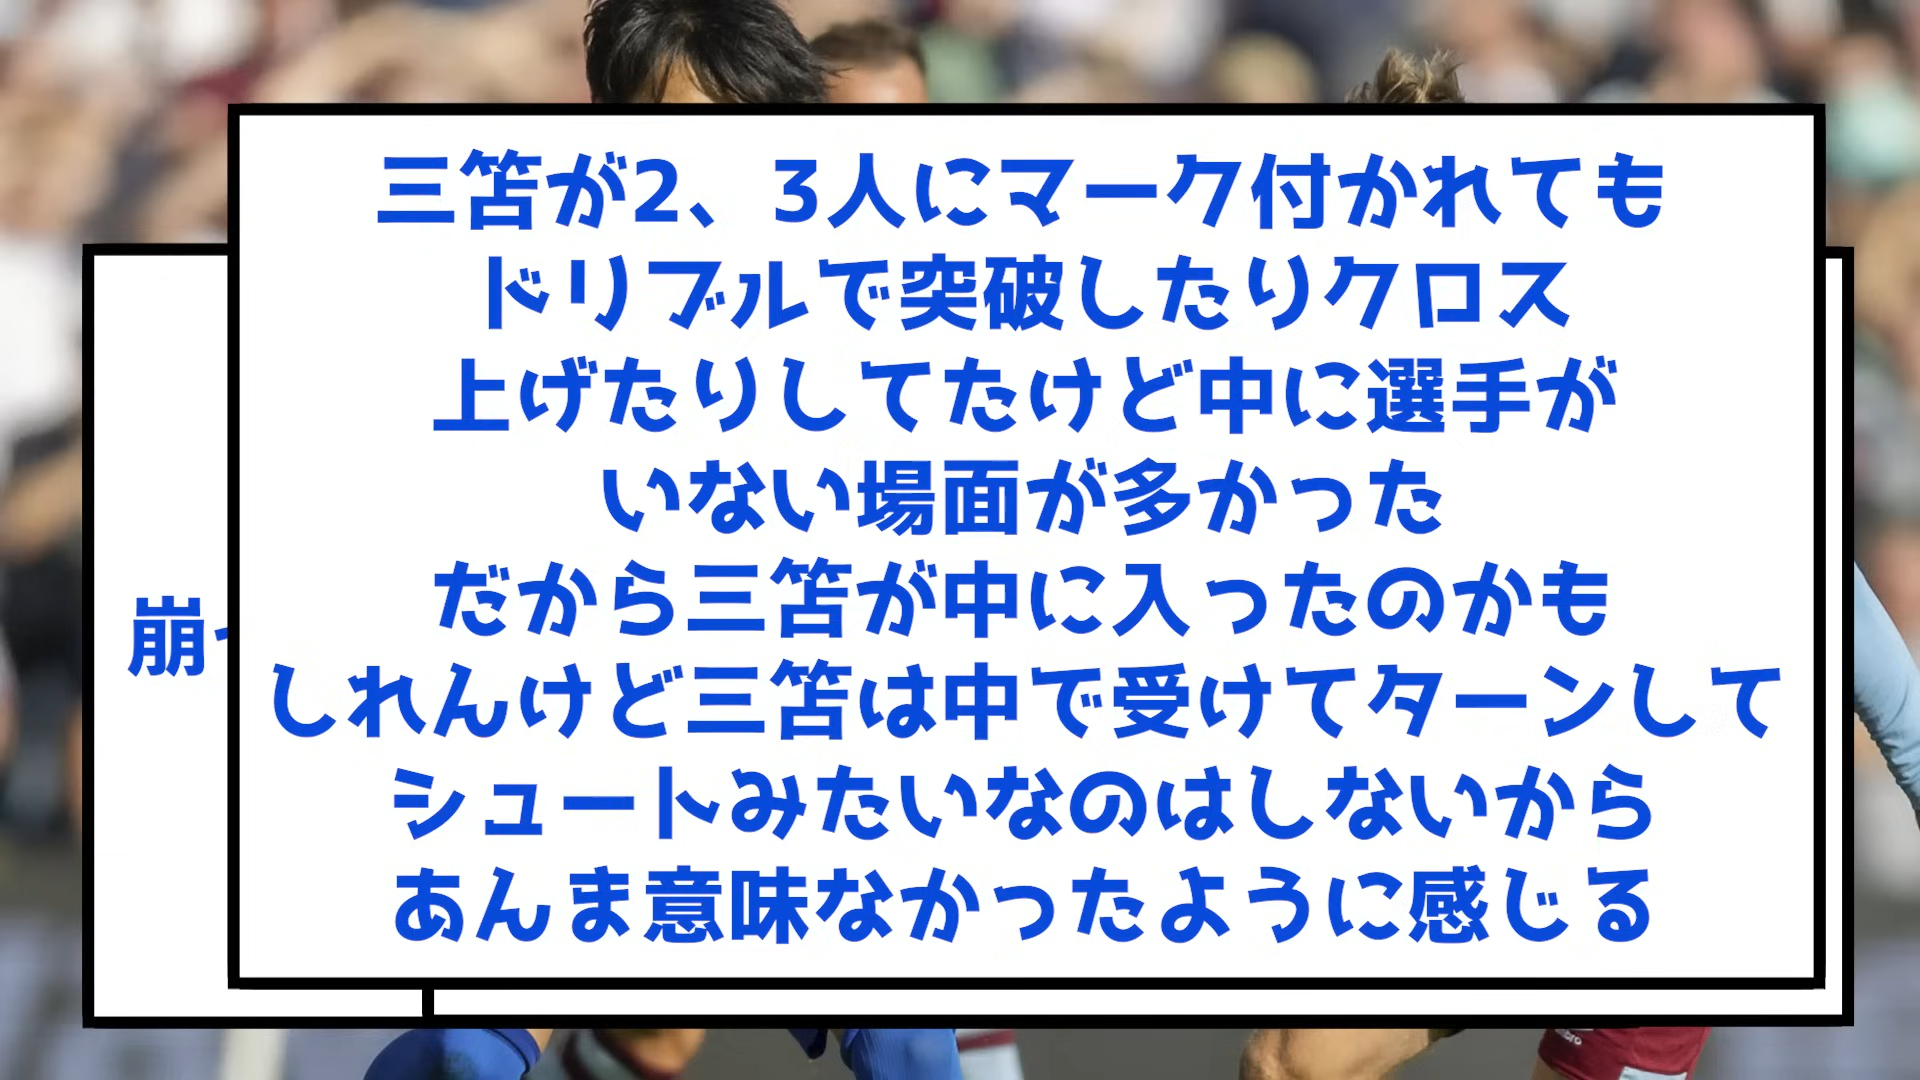 三笘が2、3人にマーク付かれても
ドリブルで突破したりクロス
上げたりしてたけど中に選手が
いない場面が多かった
だから三笘が中に入ったのかも
しれんけど三笘は中で受けてターンして
シュートみたいなのはしないから
あんま意味なかったように感じる
崩